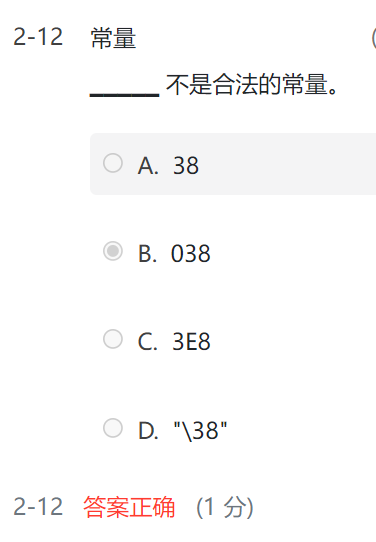 2-12 常量
_____ 不是合法的常量。
A. 38
B. 038
C. 3E8
D. "\38"
2-12 答案正确 (1 分)